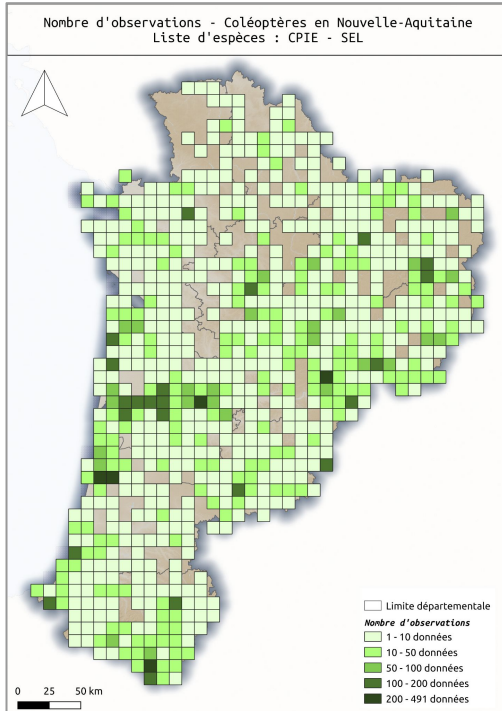 Nombre d'observations - Coléoptères en Nouvelle-Aquitaine
Liste d'espèces : CPIE - SEL
Limite départementale
Nombre d'observations
1 - 10 données
10 - 50 données
50 - 100 données
100 - 200 données
200 - 491 données
0 25 50 km